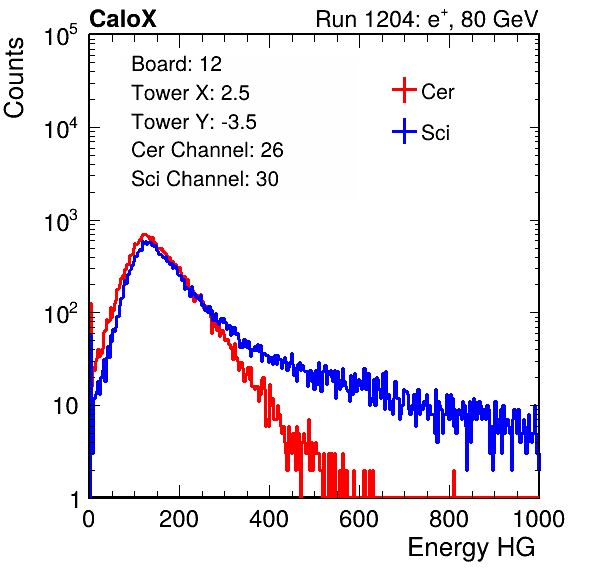 CaloX Run 1204: e⁺, 80 GeV
Counts
10⁵
10⁴
10³
10²
10
1
Board: 12
Tower X: 2.5
Tower Y: -3.5
Cer Channel: 26
Sci Channel: 30
Cer
Sci
0 200 400 600 800 1000
Energy HG